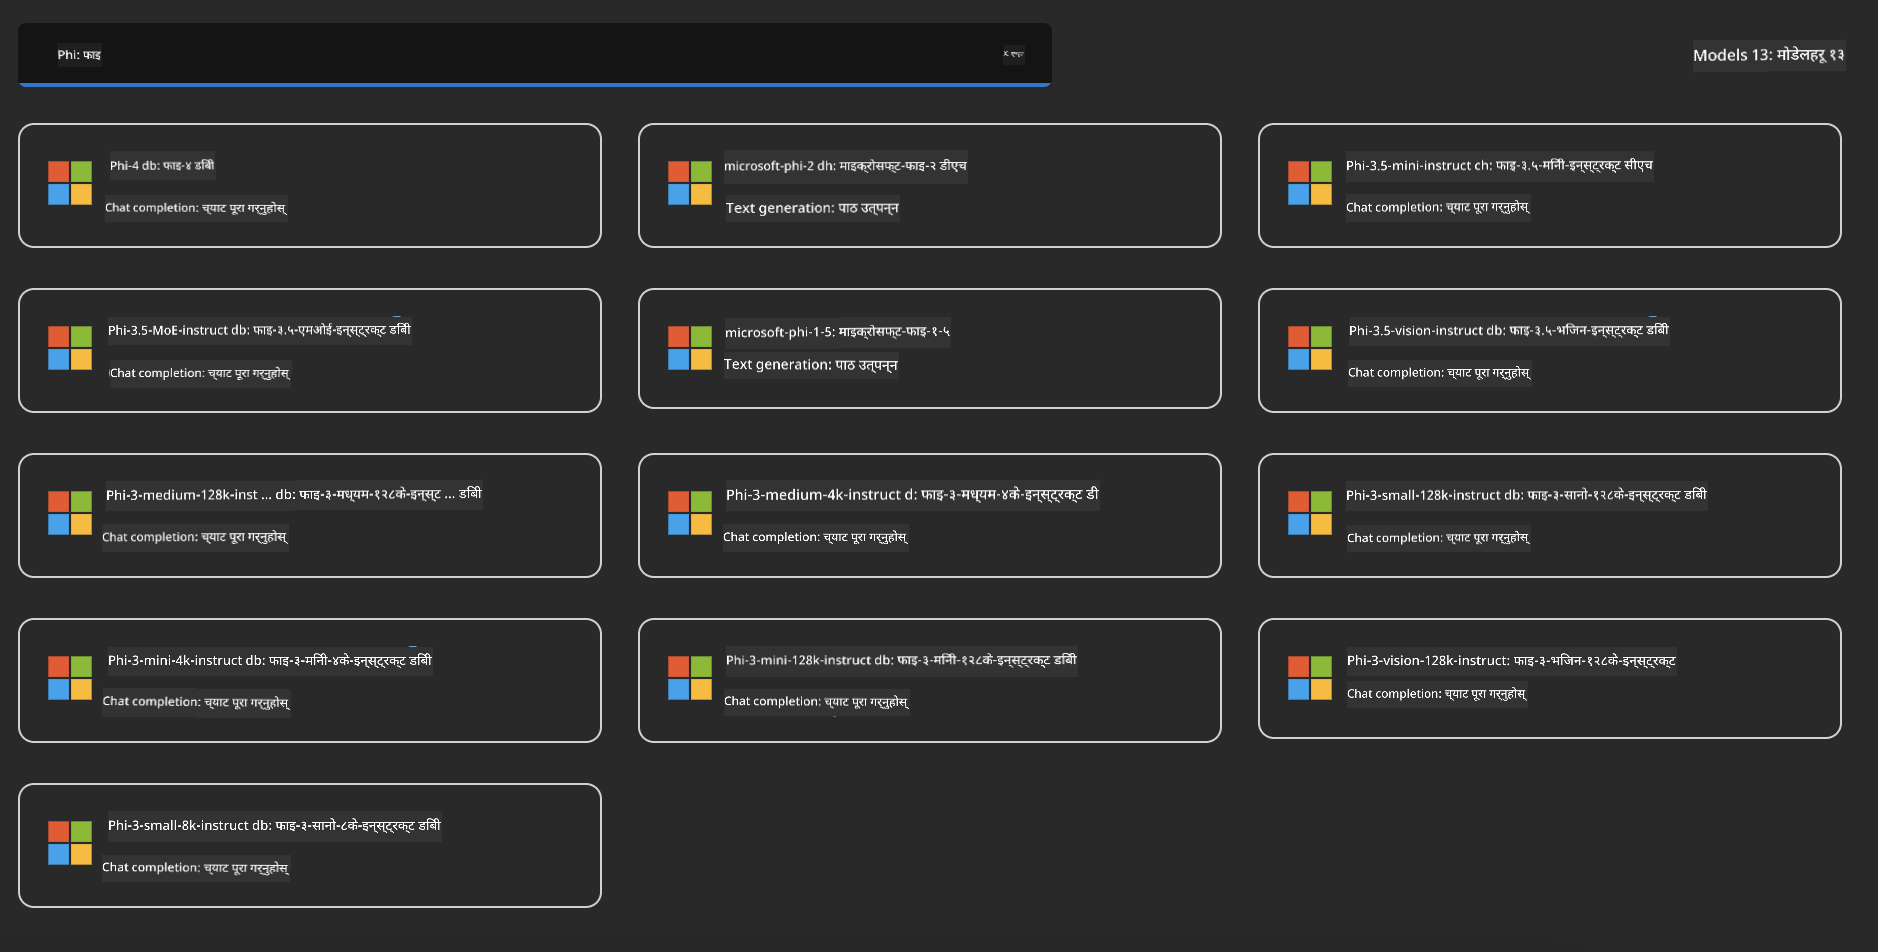 Phi: फाइ
Models 13: मोडेलहरू १३
Phi-4 db: फाइ-४ डबिी
Chat completion: च्याट पूरा गर्नुहोस्
microsoft-phi-2 dh: माइक्रोसफ्ट-फाइ-२ डीएच
Text generation: पाठ उत्पन्न
Phi-3.5-mini-instruct ch: फाइ-३.५-मनिी-इन्स्ट्रक्ट सीएच
Chat completion: च्याट पूरा गर्नुहोस्
Phi-3.5-MoE-instruct db: फाइ-३.५-एमओई-इन्स्ट्रक्ट डबिी
Chat completion: च्याट पूरा गर्नुहोस्
microsoft-phi-1-5: माइक्रोसफ्ट-फाइ-१-५
Text generation: पाठ उत्पन्न
Phi-3.5-vision-instruct db: फाइ-३.५-भजिन-इन्स्ट्रक्ट डबिी
Chat completion: च्याट पूरा गर्नुहोस्
Phi-3-medium-128k-inst ... db: फाइ-३-मध्यम-१२८के-इन्स्ट ... डबिी
Chat completion: च्याट पूरा गर्नुहोस्
Phi-3-medium-4k-instruct d: फाइ-३-मध्यम-४के-इन्स्ट्रक्ट डी
Chat completion: च्याट पूरा गर्नुहोस्
Phi-3-small-128k-instruct db: फाइ-३-सानो-१२८के-इन्स्ट्रक्ट डबिी
Chat completion: च्याट पूरा गर्नुहोस्
Phi-3-mini-4k-instruct db: फाइ-३-मनिी-४के-इन्स्ट्रक्ट डबिी
Chat completion: च्याट पूरा गर्नुहोस्
Phi-3-mini-128k-instruct db: फाइ-३-मनिी-१२८के-इन्स्ट्रक्ट डबिी
Chat completion: च्याट पूरा गर्नुहोस्
Phi-3-vision-128k-instruct: फाइ-३-भजिन-१२८के-इन्स्ट्रक्ट
Chat completion: च्याट पूरा गर्नुहोस्
Phi-3-small-8k-instruct db: फाइ-३-सानो-८के-इन्स्ट्रक्ट डबिी
Chat completion: च्याट पूरा गर्नुहोस्